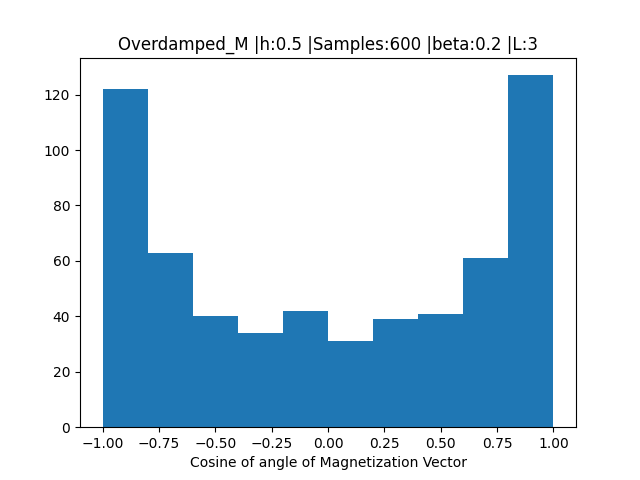 Overdamped_M |h:0.5 |Samples:600 |beta:0.2 |L:3
120
100
80
60
40
20
0
−1.00 −0.75 −0.50 −0.25 0.00 0.25 0.50 0.75 1.00
Cosine of angle of Magnetization Vector